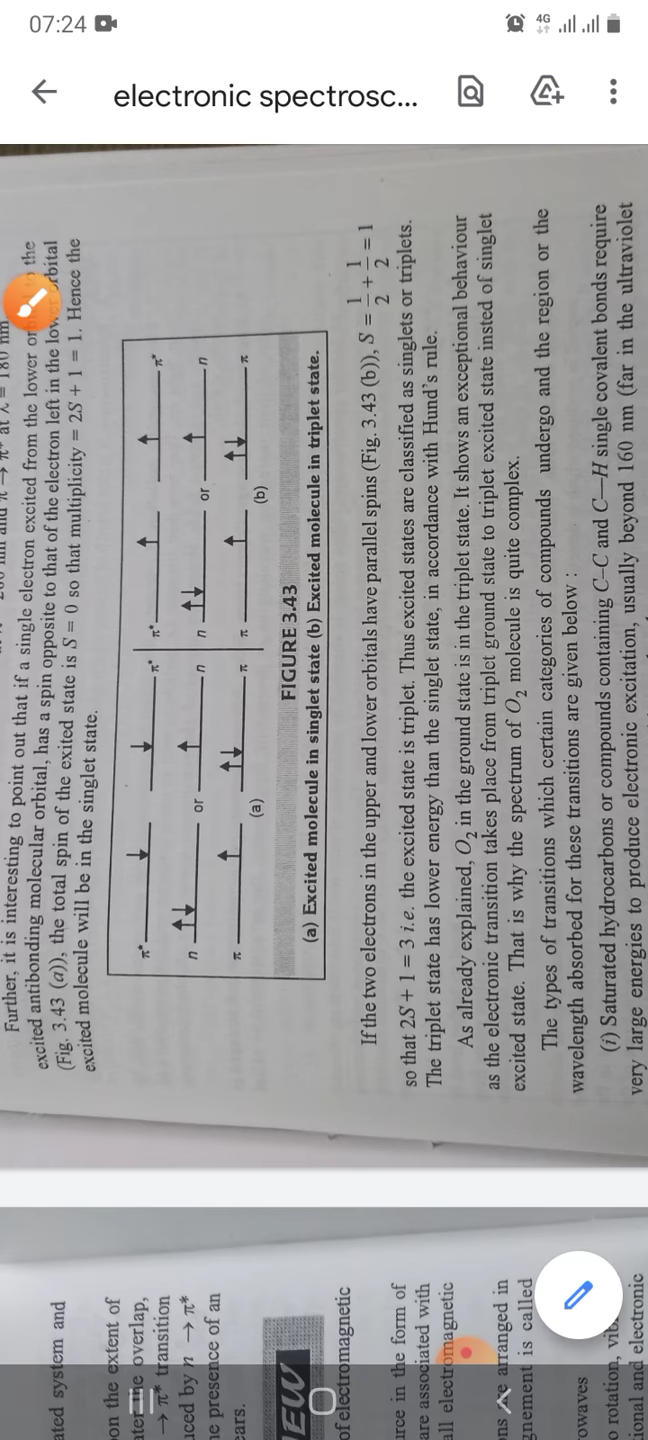 07:24
4G
electronic spectrosc...
Further, it is interesting to point out that if a single electron excited from the lower the
excited antibonding molecular orbital, has a spin opposite to that of the electron left in the lower orbital
(Fig. 3.43 (a)), the total spin of the exited state is S = 0 so that multiplicity = 2S + 1 = 1. Hence the
excited molecule will be in the singlet state.
π* π* π* π*
n or n n or n
π π π π
(a) (b)
FIGURE 3.43
(a) Excited molecule in singlet state (b) Excited molecule in triplet state.
If the two electrons in the upper and lower orbitals have parallel spins (Fig. 3.43 (b)), S = 1/2 + 1/2 = 1
so that 2S + 1 = 3 i.e. the excited state is triplet. Thus excited states are classified as singlets or triplets.
The triplet state has lower energy than the singlet state, in accordance with Hund's rule.
As already explained, O2 in the ground state is in the triplet state. It shows an exceptional behaviour
as the electronic transition takes place from triplet ground state to triplet excited state insted of singlet
excited state. That is why the spectrum of O2 molecule is quite complex.
The types of transitions which certain categories of compounds undergo and the region or the
wavelength absorbed for these transitions are given below :
(i) Saturated hydrocarbons or compounds containing C–C and C—H single covalent bonds require
very large energies to produce electronic excitation, usually beyond 160 nm (far in the ultraviolet
ated system and
on the extent of
the overlap,
→ π* transition
uced by n → π*
he presence of an
ears.
EW
of electromagnetic
urce in the form of
are associated with
all electromagnetic
ns are arranged in
gnement is called
owaves
o rotation,
ional and electronic